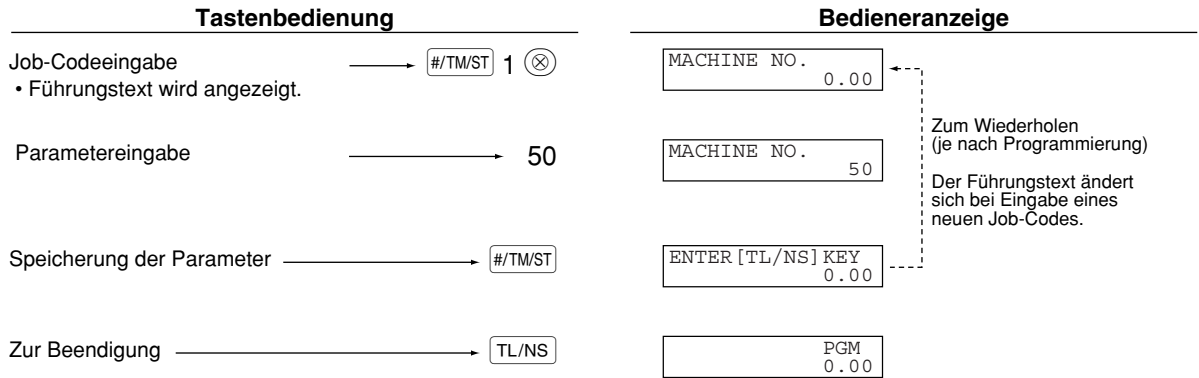 Tastenbedienung
Bedieneranzeige
Job-Codeeingabe
#/TM/ST 1 ⊗
• Führungstext wird angezeigt.
MACHINE NO.
0.00
Parametereingabe
50
MACHINE NO.
50
Zum Wiederholen
(je nach Programmierung)
Der Führungstext ändert
sich bei Eingabe eines
neuen Job-Codes.
Speicherung der Parameter
#/TM/ST
ENTER[TL/NS]KEY
0.00
Zur Beendigung
TL/NS
PGM
0.00